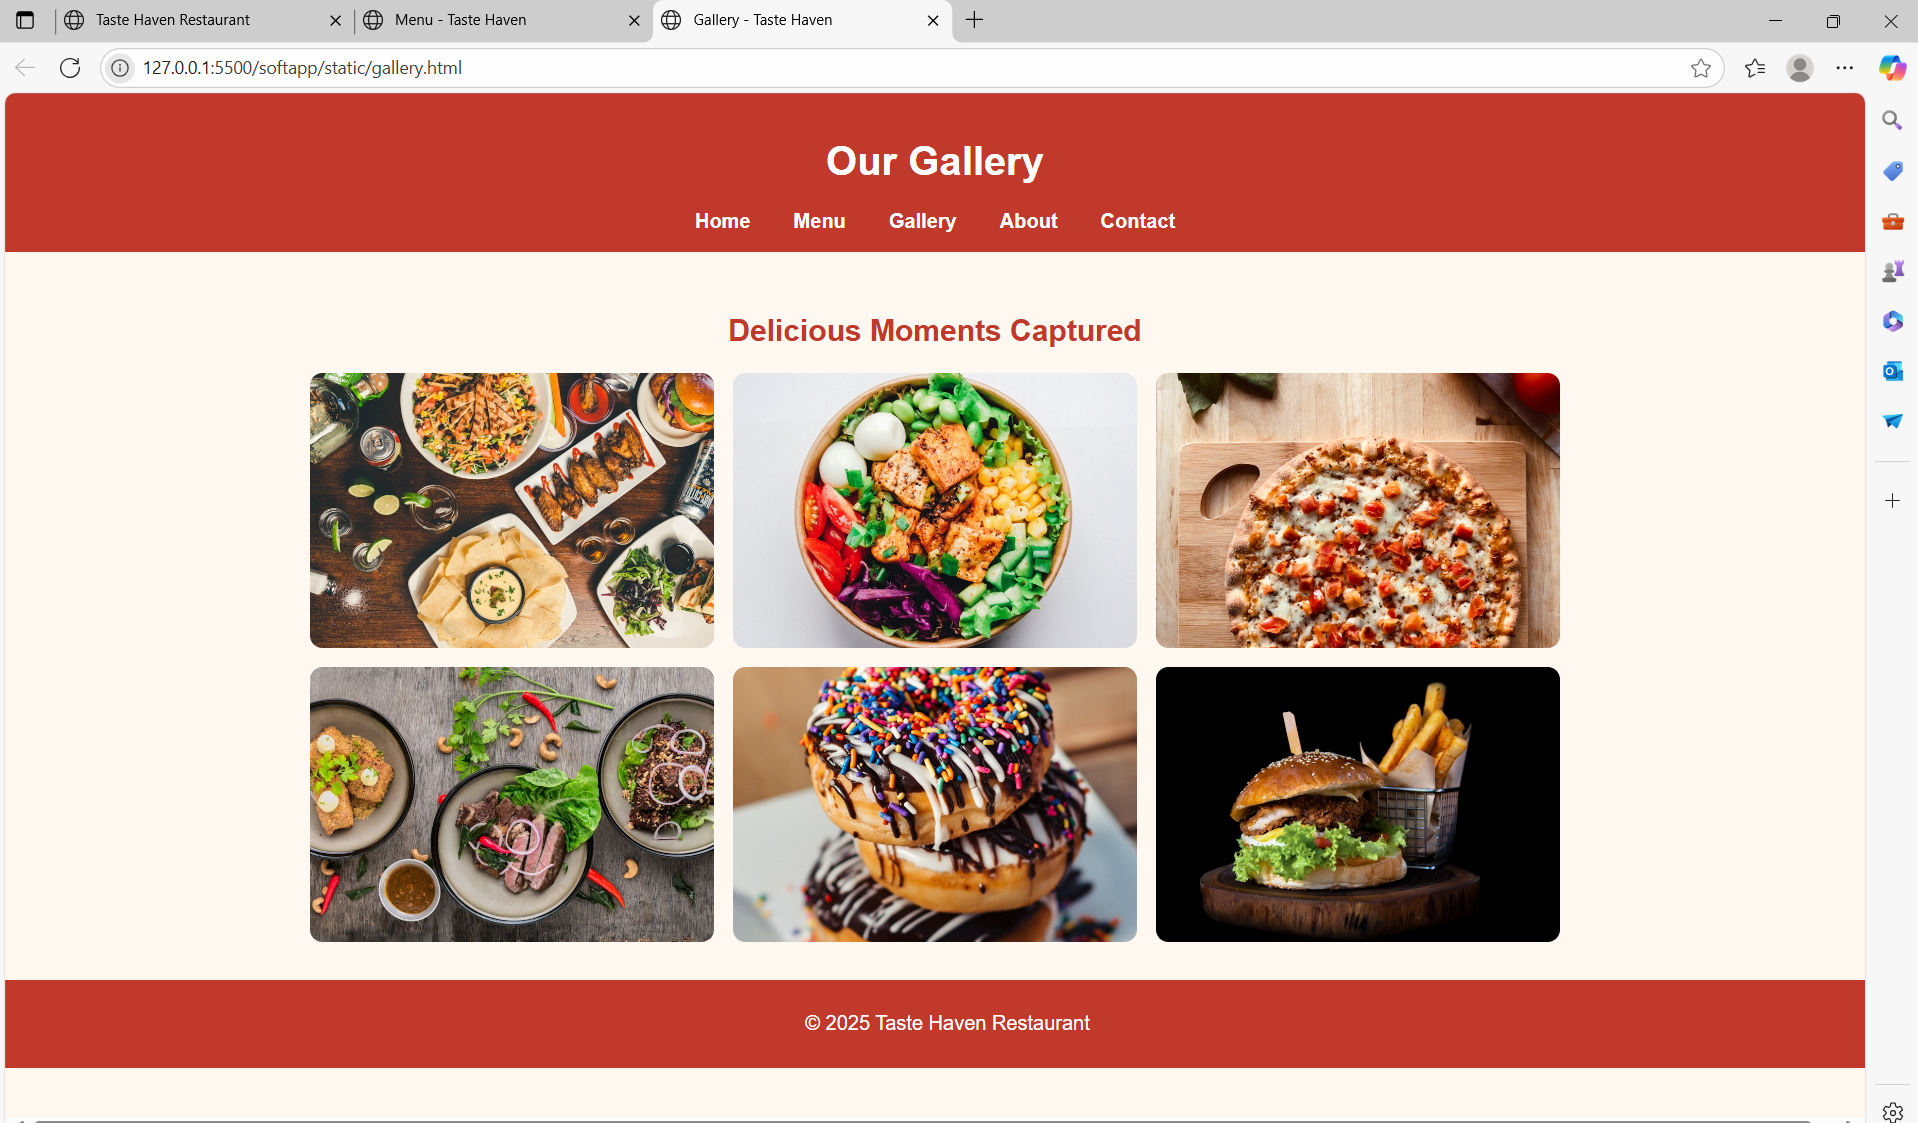 Taste Haven Restaurant
Menu - Taste Haven
Gallery - Taste Haven
127.0.0.1:5500/softapp/static/gallery.html
Our Gallery
Home Menu Gallery About Contact
Delicious Moments Captured
© 2025 Taste Haven Restaurant